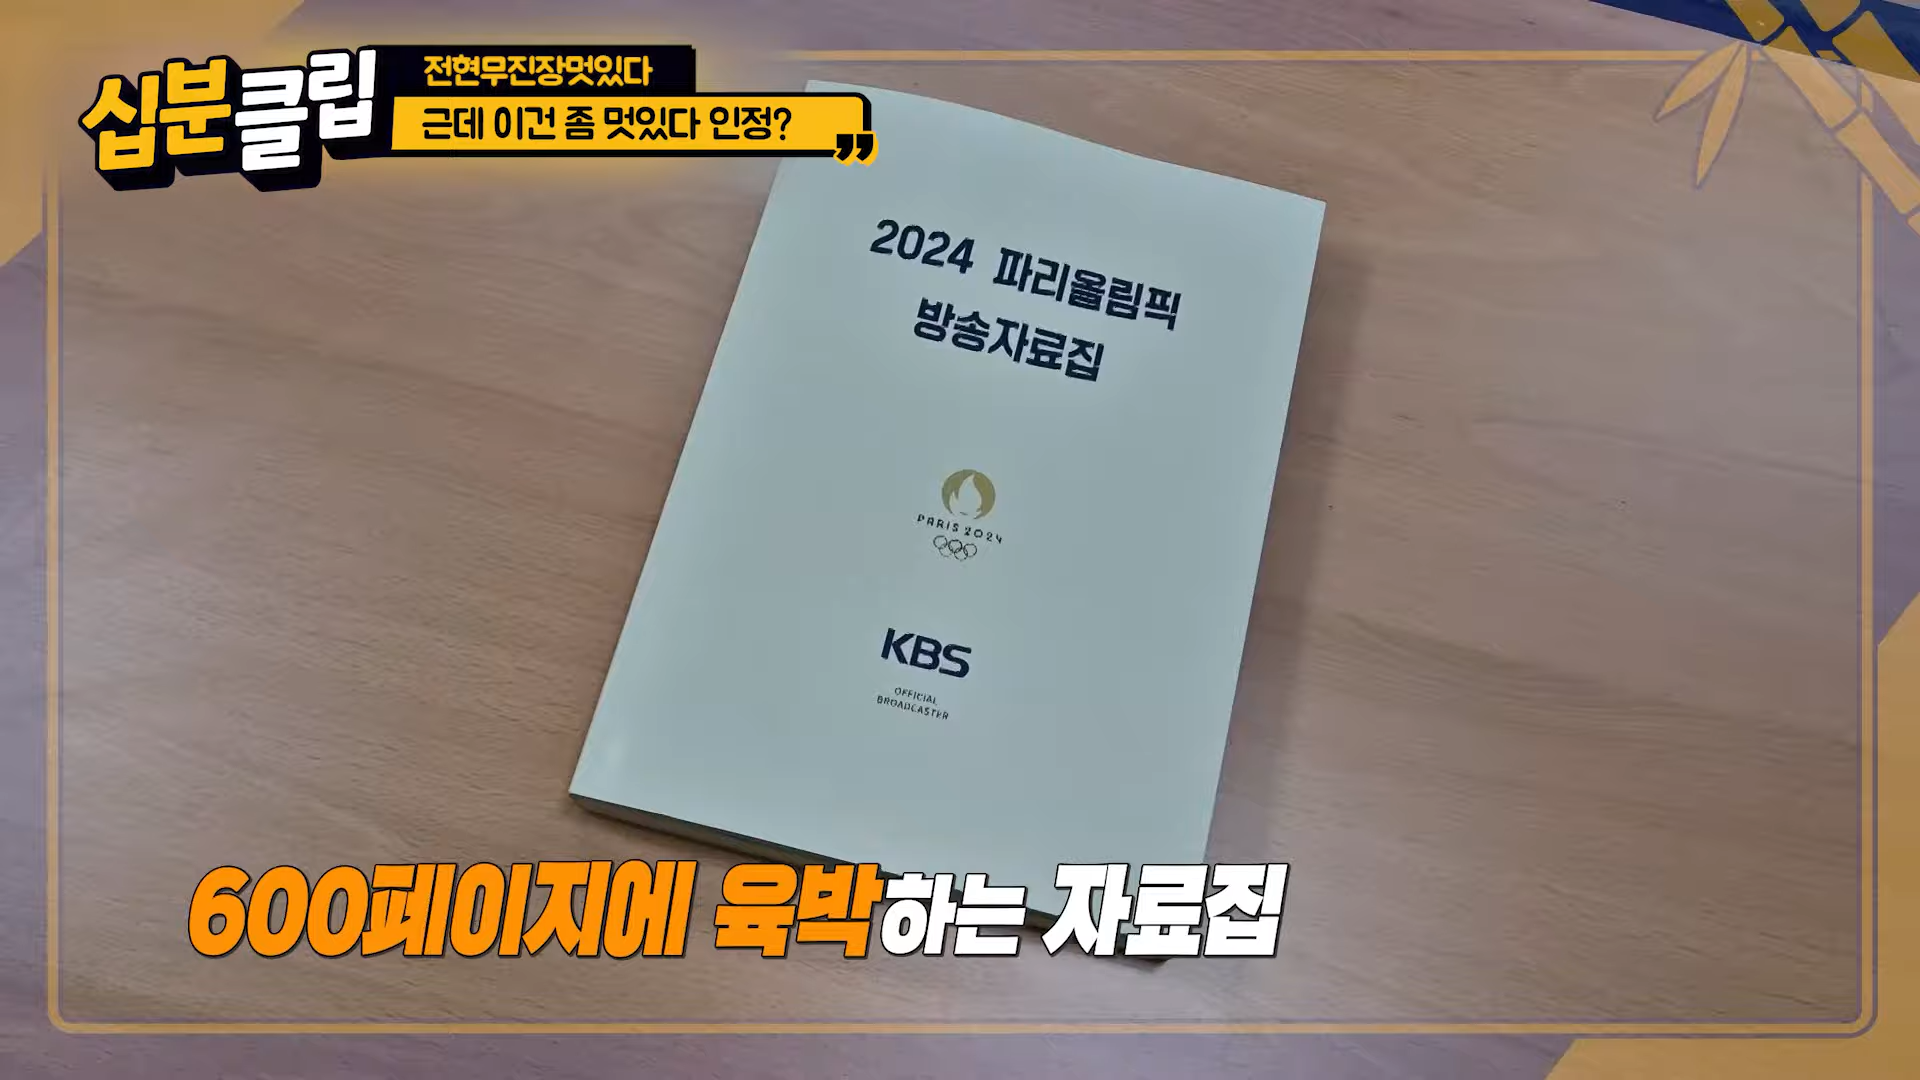 십분클립
전현무진장멋있다
근데 이건 좀 멋있다 인정?
2024 파리올림픽
방송자료집
PARIS 2024
KBS
OFFICIAL
BROADCASTER
600페이지에 육박하는 자료집